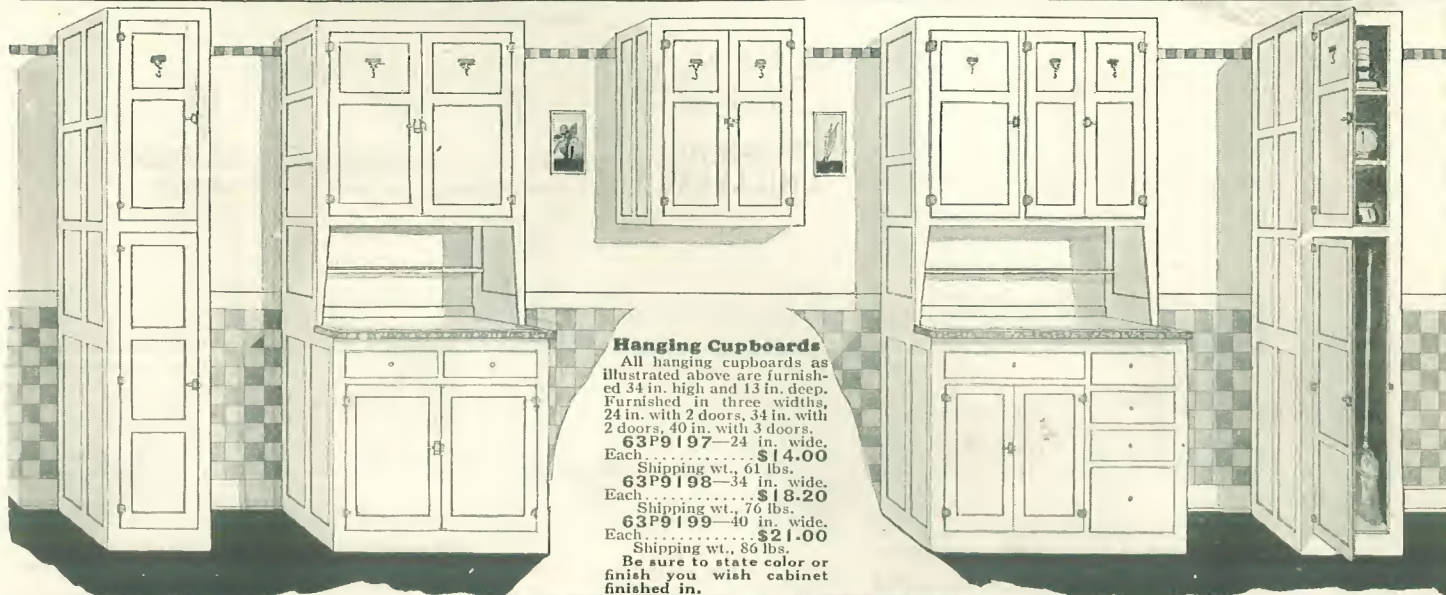 Hanging Cupboards
All hanging cupboards as
illustrated above are furnish-
ed 34 in. high and 13 in. deep.
Furnished in three widths,
24 in. with 2 doors, 34 in. with
2 doors, 40 in. with 3 doors.
63P9197—24 in. wide.
Each............$14.00
Shipping wt., 61 lbs.
63P9198—34 in. wide.
Each............$18.20
Shipping wt., 76 lbs.
63P9199—40 in. wide.
Each............$21.00
Shipping wt., 86 lbs.
Be sure to state color or
finish you wish cabinet
finished in.